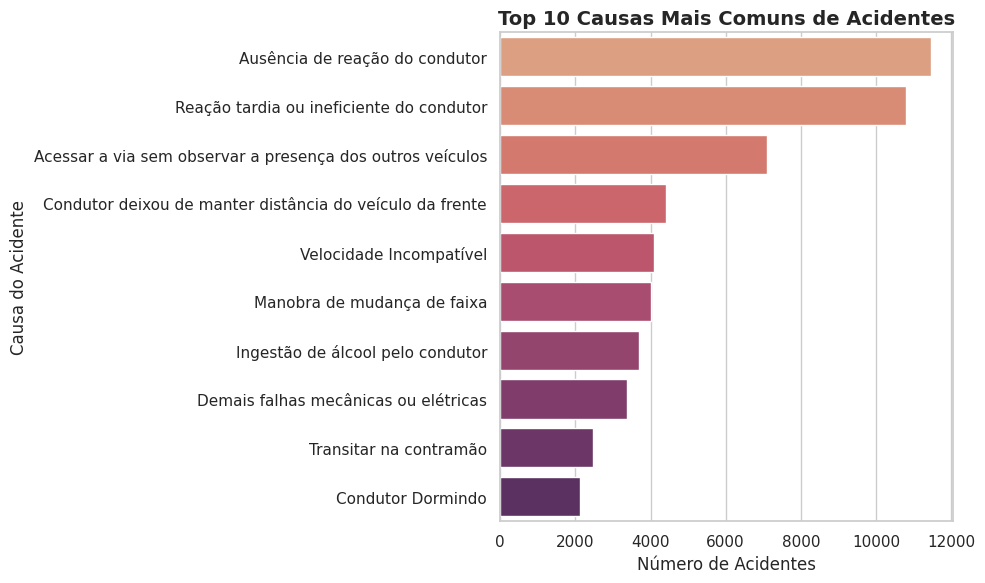 Top 10 Causas Mais Comuns de Acidentes
Causa do Acidente
Ausência de reação do condutor
Reação tardia ou ineficiente do condutor
Acessar a via sem observar a presença dos outros veículos
Condutor deixou de manter distância do veículo da frente
Velocidade Incompatível
Manobra de mudança de faixa
Ingestão de álcool pelo condutor
Demais falhas mecânicas ou elétricas
Transitar na contramão
Condutor Dormindo
0 2000 4000 6000 8000 10000 12000
Número de Acidentes